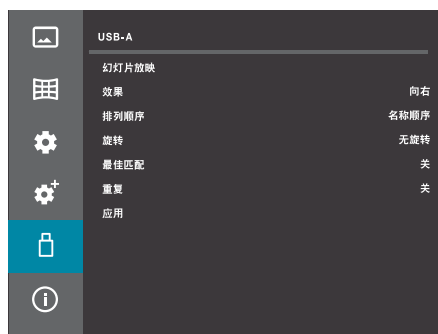 USB-A
幻灯片放映
效果 向右
排列顺序 名称顺序
旋转 无旋转
最佳匹配 关
重复 关
应用